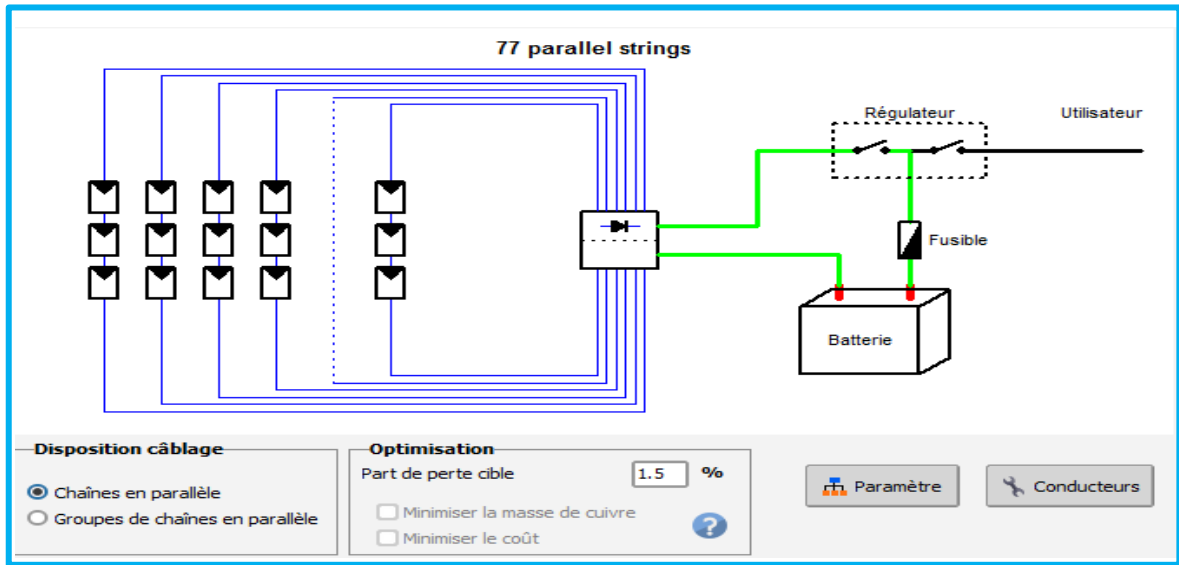 77 parallel strings
Régulateur
Utilisateur
Fusible
Batterie
Disposition câblage
Chaînes en parallèle
Groupes de chaînes en parallèle
Optimisation
Part de perte cible 1.5 %
Minimiser la masse de cuivre
Minimiser le coût
?
Paramètre
Conducteurs